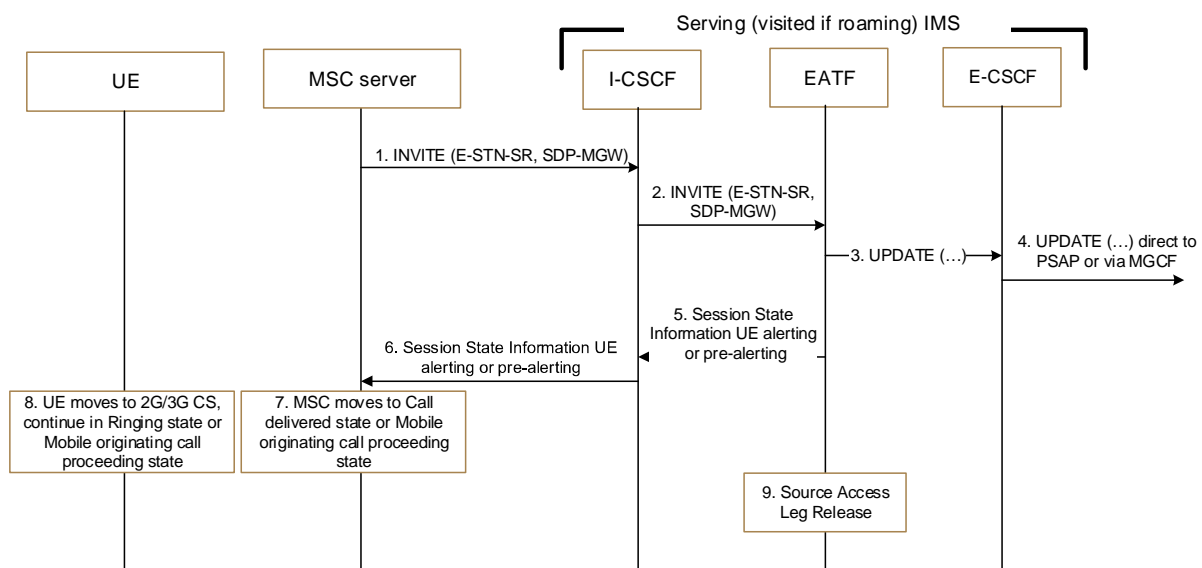 Serving (visited if roaming) IMS
UE
MSC server
I-CSCF
EATF
E-CSCF
1. INVITE (E-STN-SR, SDP-MGW)
2. INVITE (E-STN-SR,
SDP-MGW)
3. UPDATE (…)
4. UPDATE (…) direct to
PSAP or via MGCF
5. Session State
Information UE alerting
or pre-alerting
6. Session State Information UE
alerting or pre-alerting
8. UE moves to 2G/3G CS,
continue in Ringing state or
Mobile originating call
proceeding state
7. MSC moves to Call
delivered state or Mobile
originating call proceeding
state
9. Source Access
Leg Release